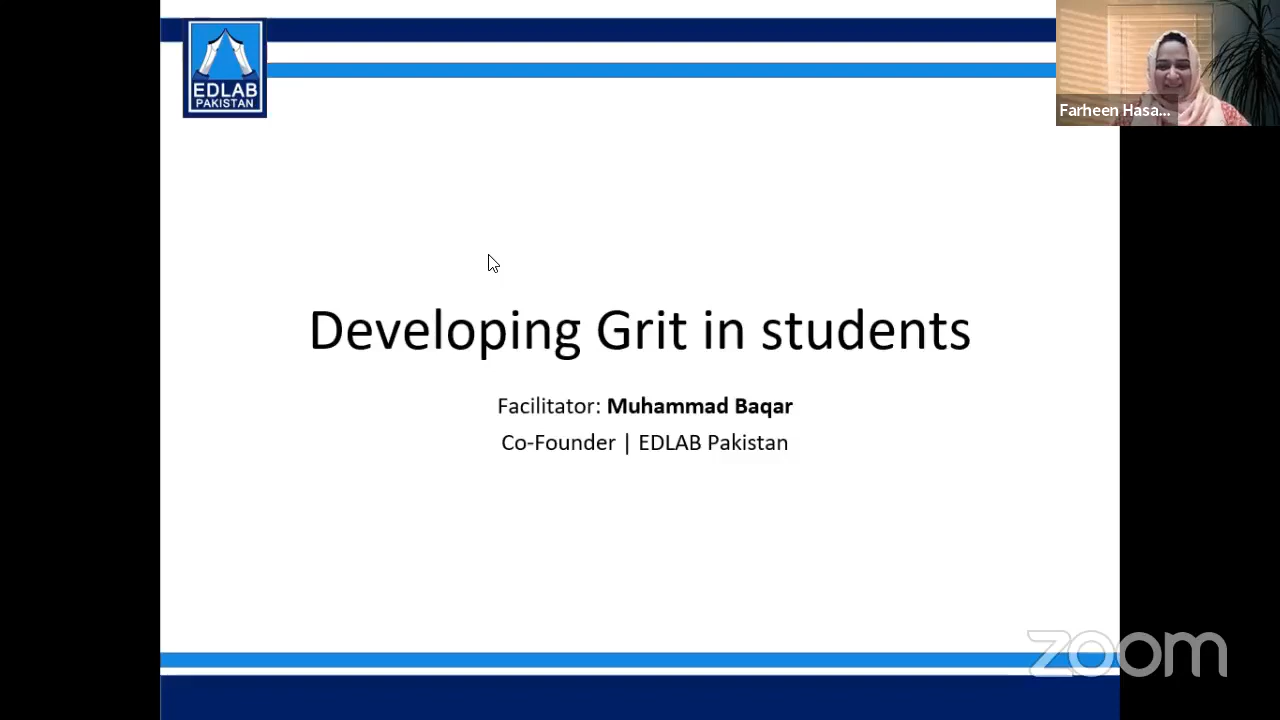 EDLAB
PAKISTAN
Farheen Hasa...
Developing Grit in students
Facilitator: Muhammad Baqar
Co-Founder | EDLAB Pakistan
zoom